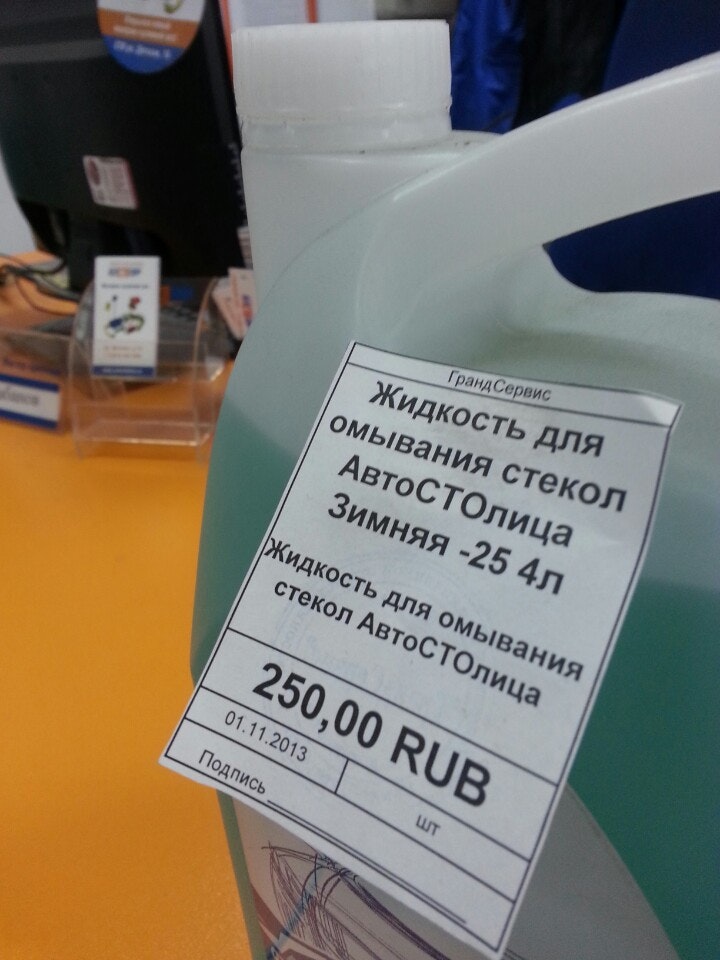 ГрандСервис
Жидкость для
омывания стекол
АвтоСТОлица
Зимняя -25 4л
Жидкость для омывания
стекол АвтоСТОлица
250,00 RUB
01.11.2013
шт
Подпись